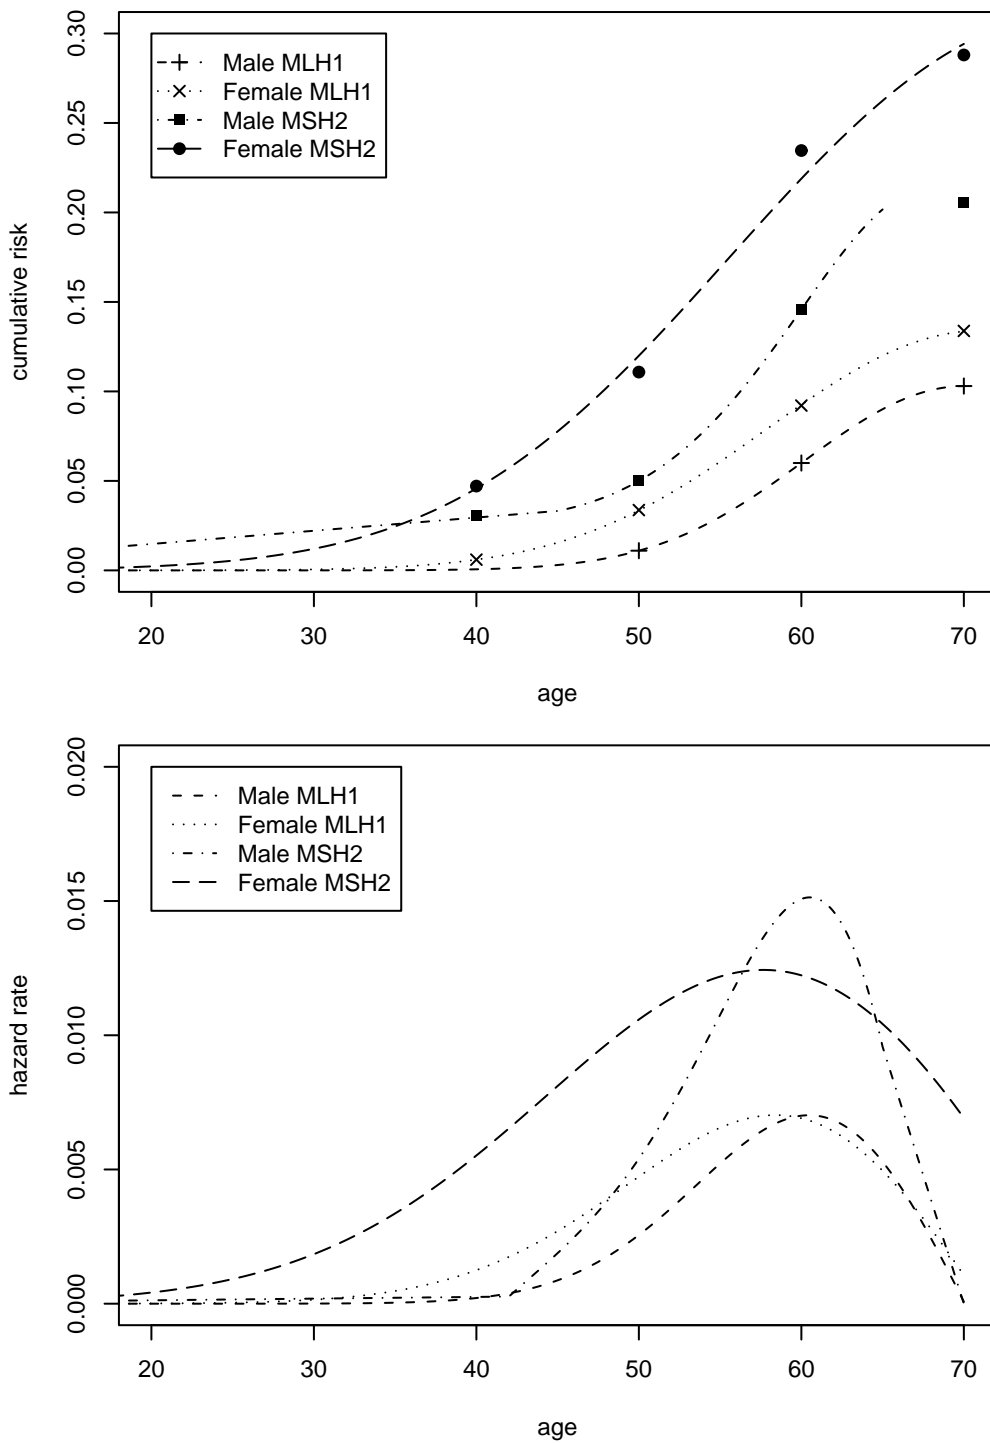 0.30
0.25
0.20
0.15
0.10
0.05
0.00
cumulative risk
Male MLH1
Female MLH1
Male MSH2
Female MSH2
20 30 40 50 60 70
age
0.020
0.015
0.010
0.005
0.000
hazard rate
Male MLH1
Female MLH1
Male MSH2
Female MSH2
20 30 40 50 60 70
age